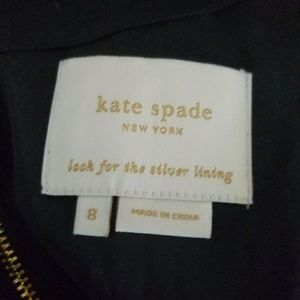 kate spade
NEW YORK
look for the silver lining
8
MADE IN CHINA